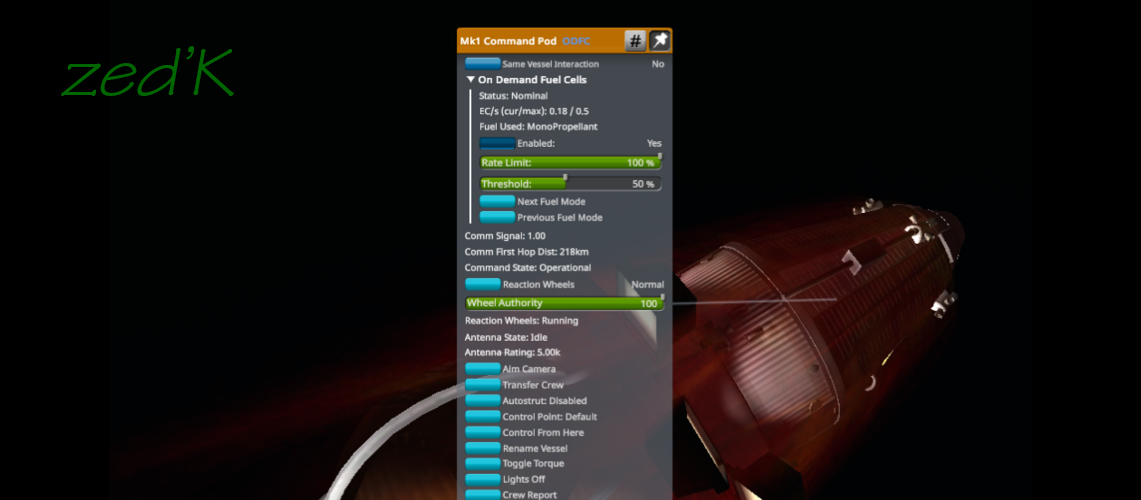 zed'K
Mk1 Command Pod ODFC #
Same Vessel Interaction No
On Demand Fuel Cells
Status: Nominal
EC/s (cur/max): 0.18 / 0.5
Fuel Used: MonoPropellant
Enabled: Yes
Rate Limit: 100 %
Threshold: 50 %
Next Fuel Mode
Previous Fuel Mode
Comm Signal: 1.00
Comm First Hop Dist: 218km
Command State: Operational
Reaction Wheels Normal
Wheel Authority 100
Reaction Wheels: Running
Antenna State: Idle
Antenna Rating: 5.00k
Aim Camera
Transfer Crew
Autostrut: Disabled
Control Point: Default
Control From Here
Rename Vessel
Toggle Torque
Lights Off
Crew Report